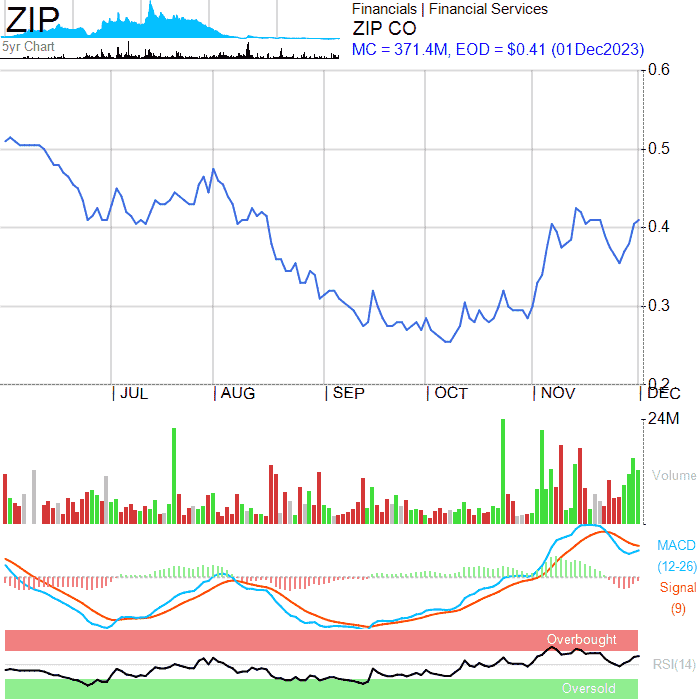 ZIP
5yr Chart
Financials | Financial Services
ZIP CO
MC = 371.4M, EOD = $0.41 (01Dec2023)
0.6
0.5
0.4
0.3
0.2
JUL AUG SEP OCT NOV DEC
24M
Volume
MACD
(12-26)
Signal
(9)
Overbought
RSI(14)
Oversold